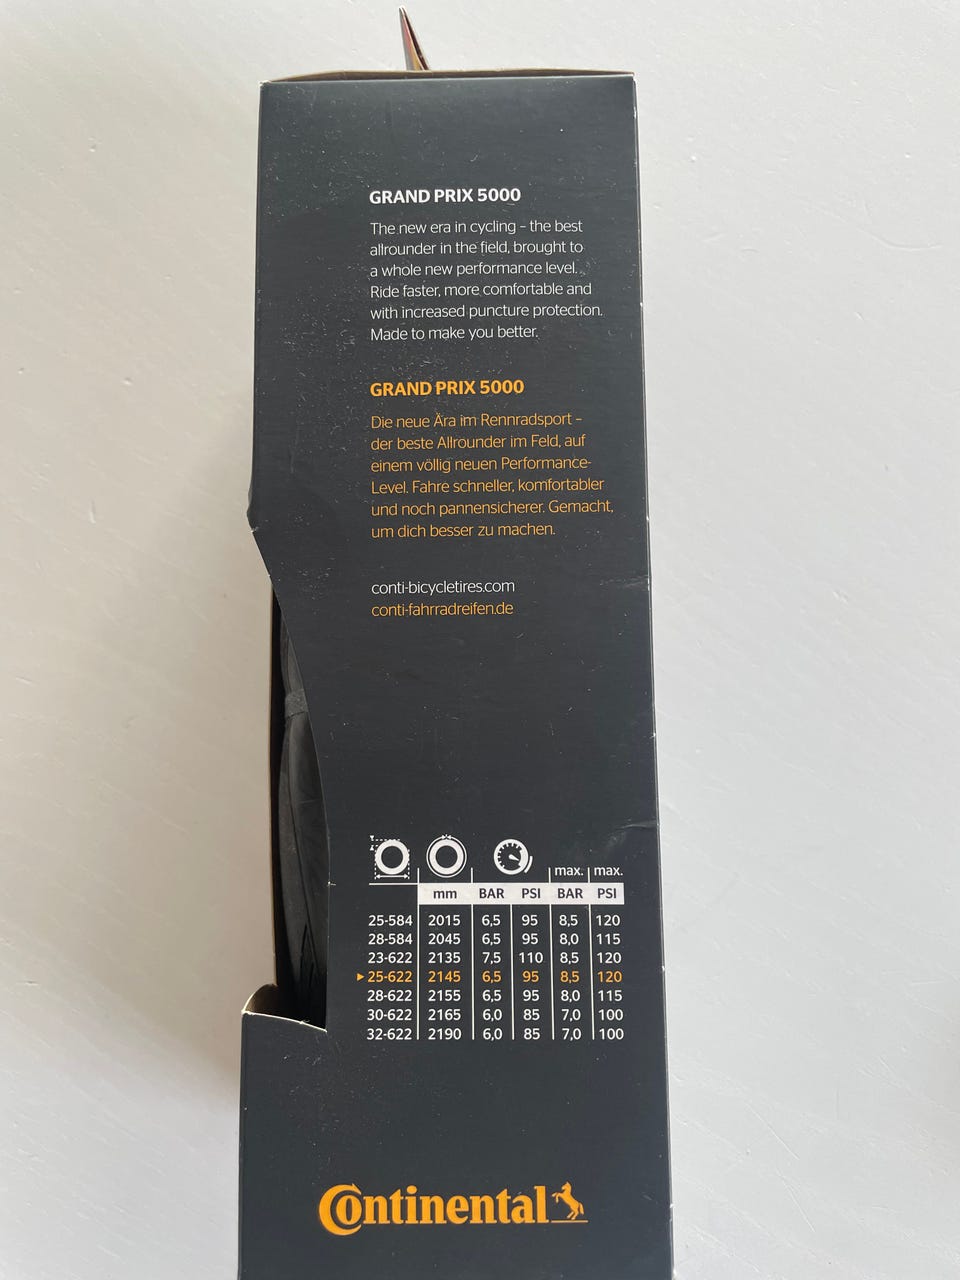 GRAND PRIX 5000
The new era in cycling – the best
allrounder in the field, brought to
a whole new performance level.
Ride faster, more comfortable and
with increased puncture protection.
Made to make you better.
GRAND PRIX 5000
Die neue Ära im Rennradsport –
der beste Allrounder im Feld, auf
einem völlig neuen Performance-
Level. Fahre schneller, komfortabler
und noch pannensicherer. Gemacht,
um dich besser zu machen.
conti-bicycletires.com
conti-fahrradreifen.de
max. max.
mm BAR PSI BAR PSI
25-584 2015 6,5 95 8,5 120
28-584 2045 6,5 95 8,0 115
23-622 2135 7,5 110 8,5 120
▸25-622 2145 6,5 95 8,5 120
28-622 2155 6,5 95 8,0 115
30-622 2165 6,0 85 7,0 100
32-622 2190 6,0 85 7,0 100
Continental